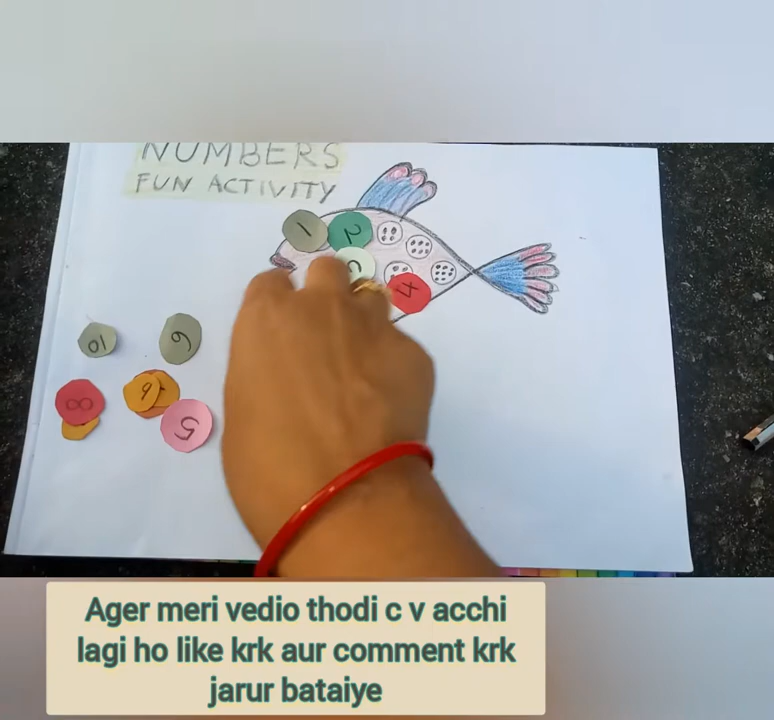 NUMBERS
FUN ACTIVITY
1
2
4
10
6
8
6
5
Ager meri vedio thodi c v acchi
lagi ho like krk aur comment krk
jarur bataiye